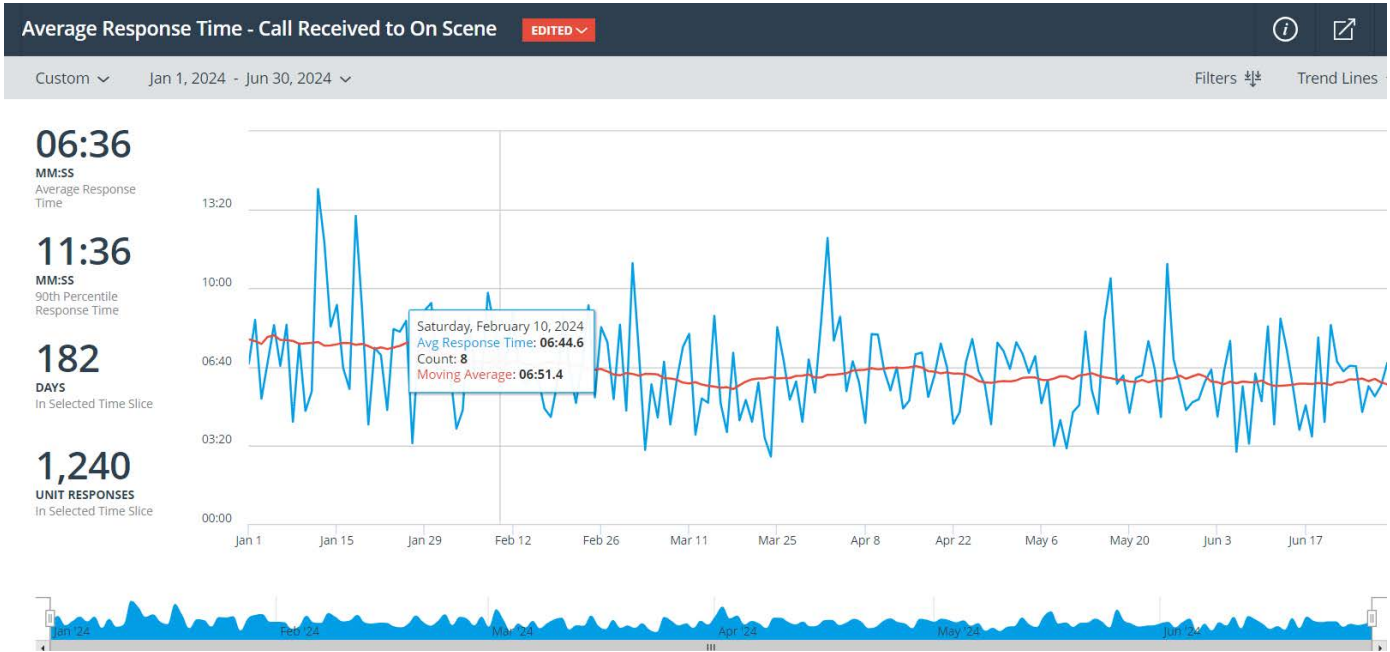 Average Response Time - Call Received to On Scene EDITED
Custom Jan 1, 2024 - Jun 30, 2024 Filters Trend Lines
06:36
MM:SS
Average Response
Time
11:36
MM:SS
90th Percentile
Response Time
182
DAYS
In Selected Time Slice
1,240
UNIT RESPONSES
In Selected Time Slice
13:20
10:00
06:40
03:20
00:00
Saturday, February 10, 2024
Avg Response Time: 06:44.6
Count: 8
Moving Average: 06:51.4
Jan 1 Jan 15 Jan 29 Feb 12 Feb 26 Mar 11 Mar 25 Apr 8 Apr 22 May 6 May 20 Jun 3 Jun 17
Jan '24 Feb '24 Mar '24 Apr '24 May '24 Jun '24